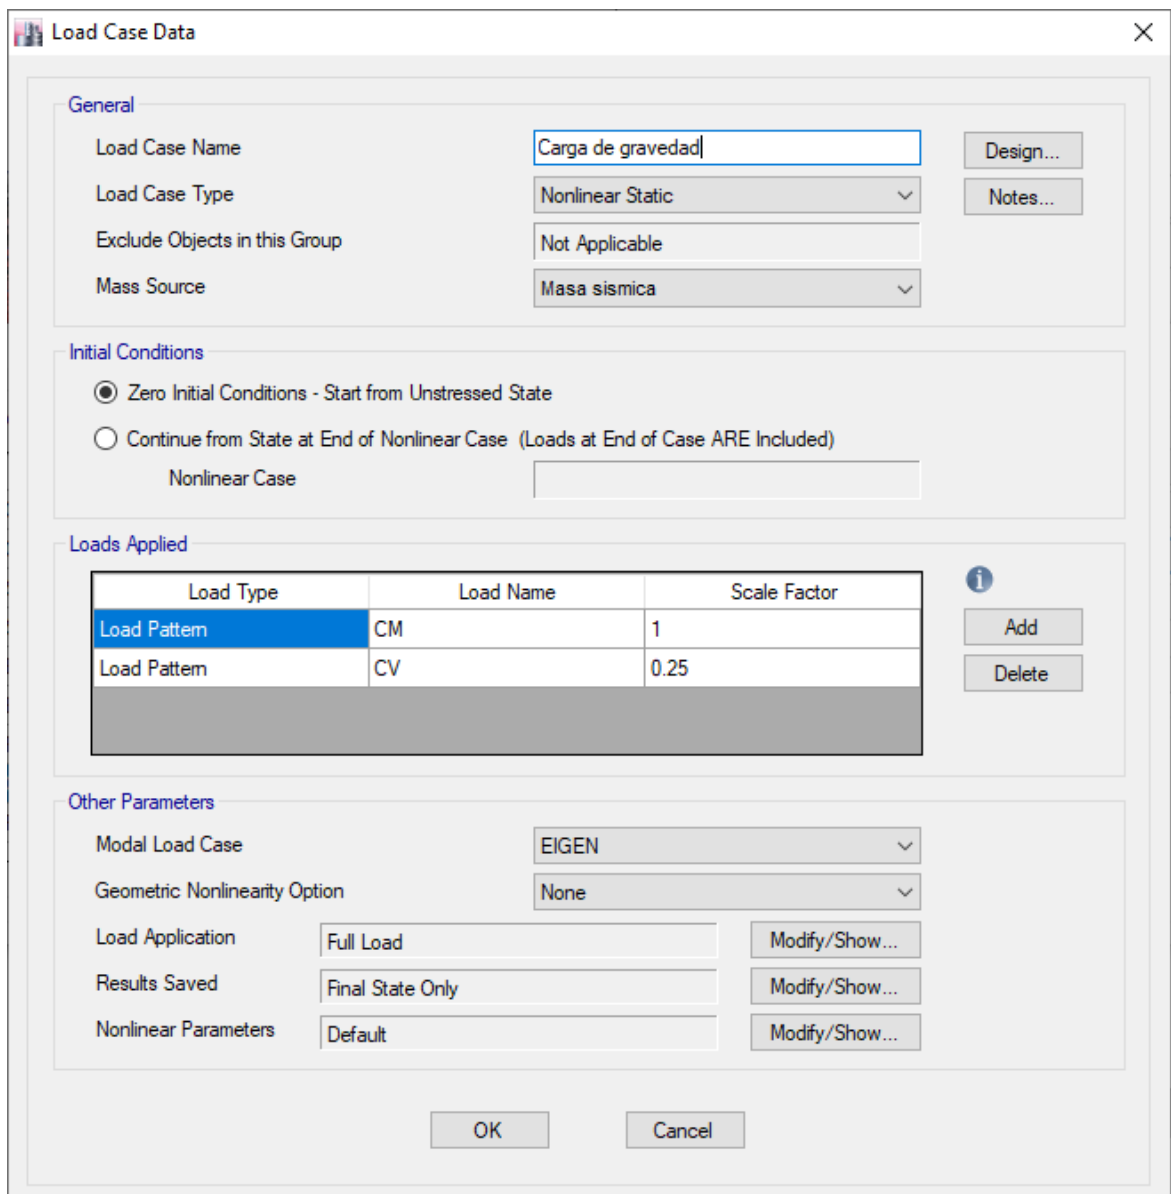 Load Case Data
General
Load Case Name Carga de gravedad Design...
Load Case Type Nonlinear Static Notes...
Exclude Objects in this Group Not Applicable
Mass Source Masa sismica
Initial Conditions
Zero Initial Conditions - Start from Unstressed State
Continue from State at End of Nonlinear Case (Loads at End of Case ARE Included)
Nonlinear Case
Loads Applied
Load Type Load Name Scale Factor
Load Pattern CM 1 Add
Load Pattern CV 0.25 Delete
Other Parameters
Modal Load Case EIGEN
Geometric Nonlinearity Option None
Load Application Full Load Modify/Show...
Results Saved Final State Only Modify/Show...
Nonlinear Parameters Default Modify/Show...
OK Cancel